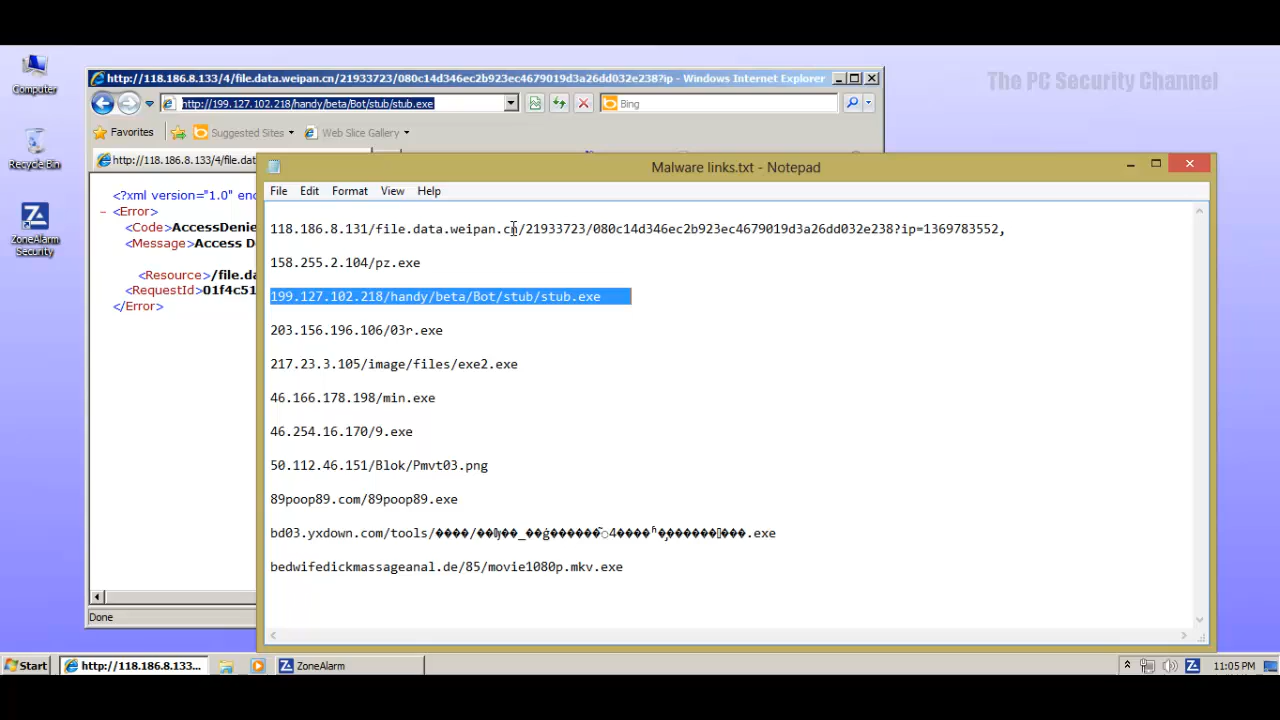 The PC Security Channel
Computer
Recycle Bin
ZoneAlarm
Security
http://118.186.8.133/4/file.data.weipan.cn/21933723/080c14d346ec2b923ec4679019d3a26dd032e238?ip - Windows Internet Explorer
http://199.127.102.218/handy/beta/Bot/stub/stub.exe
Bing
Favorites
Suggested Sites
Web Slice Gallery
http://118.186.8.133/4/file.data.weipan.cn
<?xml version="1.0" enc
- <Error>
<Code>AccessDenie
<Message>Access D
<Resource>/file.da
<RequestId>01f4c51
</Error>
Done
Malware links.txt - Notepad
File Edit Format View Help
118.186.8.131/file.data.weipan.cn/21933723/080c14d346ec2b923ec4679019d3a26dd032e238?ip=1369783552,
158.255.2.104/pz.exe
199.127.102.218/handy/beta/Bot/stub/stub.exe
203.156.196.106/03r.exe
217.23.3.105/image/files/exe2.exe
46.166.178.198/min.exe
46.254.16.170/9.exe
50.112.46.151/Blok/Pmvt03.png
89poop89.com/89poop89.exe
bd03.yxdown.com/tools/
.exe
bedwifedickmassageanal.de/85/movie1080p.mkv.exe
Start
http://118.186.8.133...
ZoneAlarm
11:05 PM